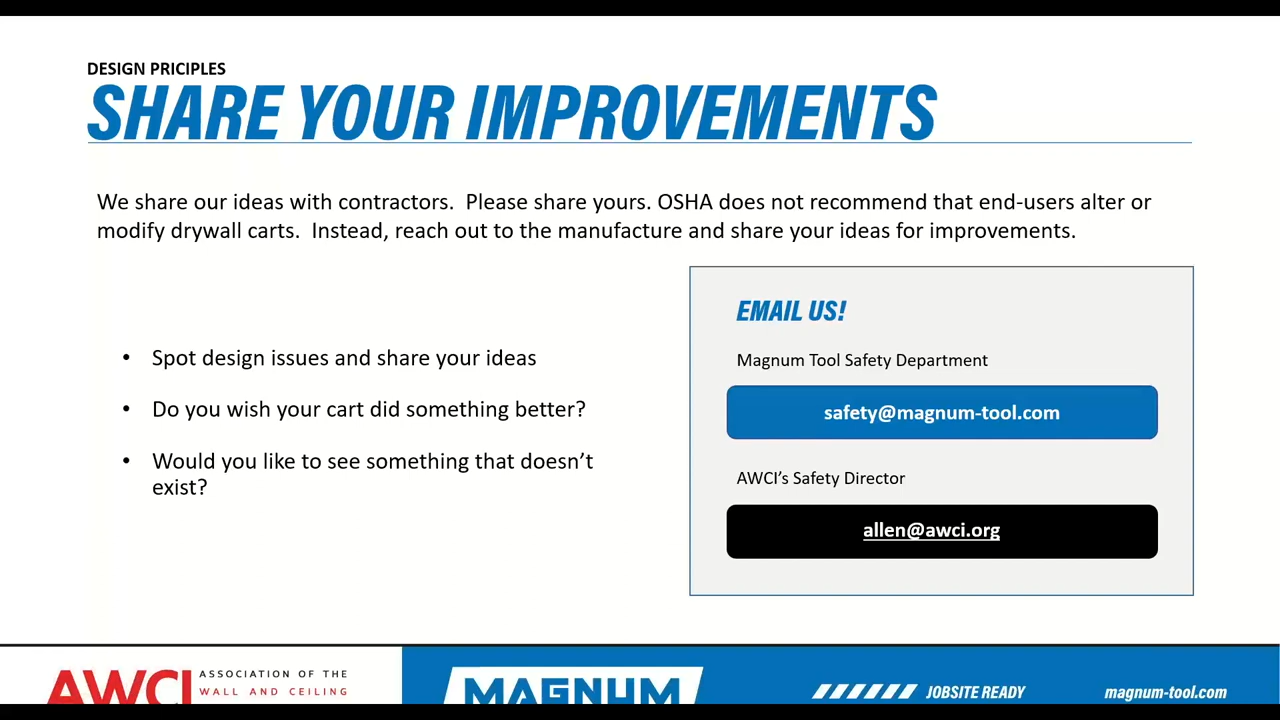 DESIGN PRICIPLES
SHARE YOUR IMPROVEMENTS
We share our ideas with contractors.  Please share yours. OSHA does not recommend that end-users alter or
modify drywall carts.  Instead, reach out to the manufacture and share your ideas for improvements.
• Spot design issues and share your ideas
• Do you wish your cart did something better?
• Would you like to see something that doesn't
exist?
EMAIL US!
Magnum Tool Safety Department
safety@magnum-tool.com
AWCI's Safety Director
allen@awci.org
AWCI
ASSOCIATION OF THE
WALL AND CEILING
MAGNUM
JOBSITE READY
magnum-tool.com